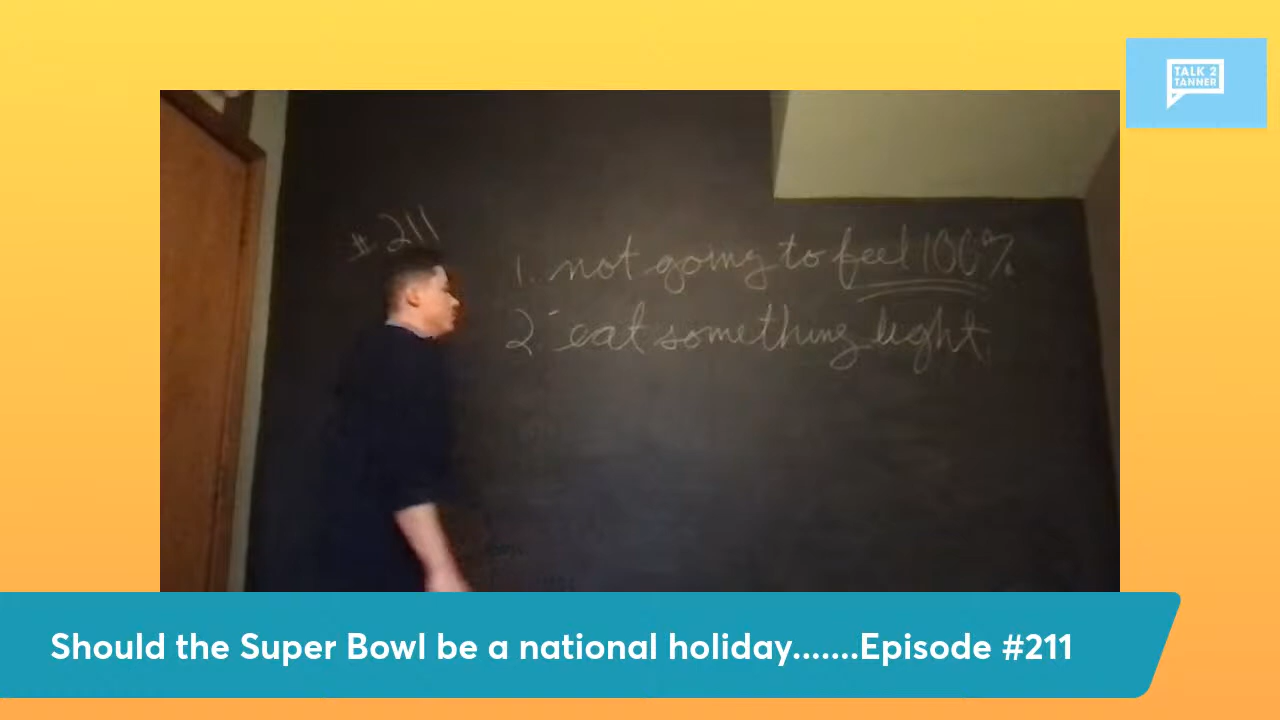 TALK 2
TANNER
# 211
1. not going to feel 100%
2. eat something light
Should the Super Bowl be a national holiday.......Episode #211